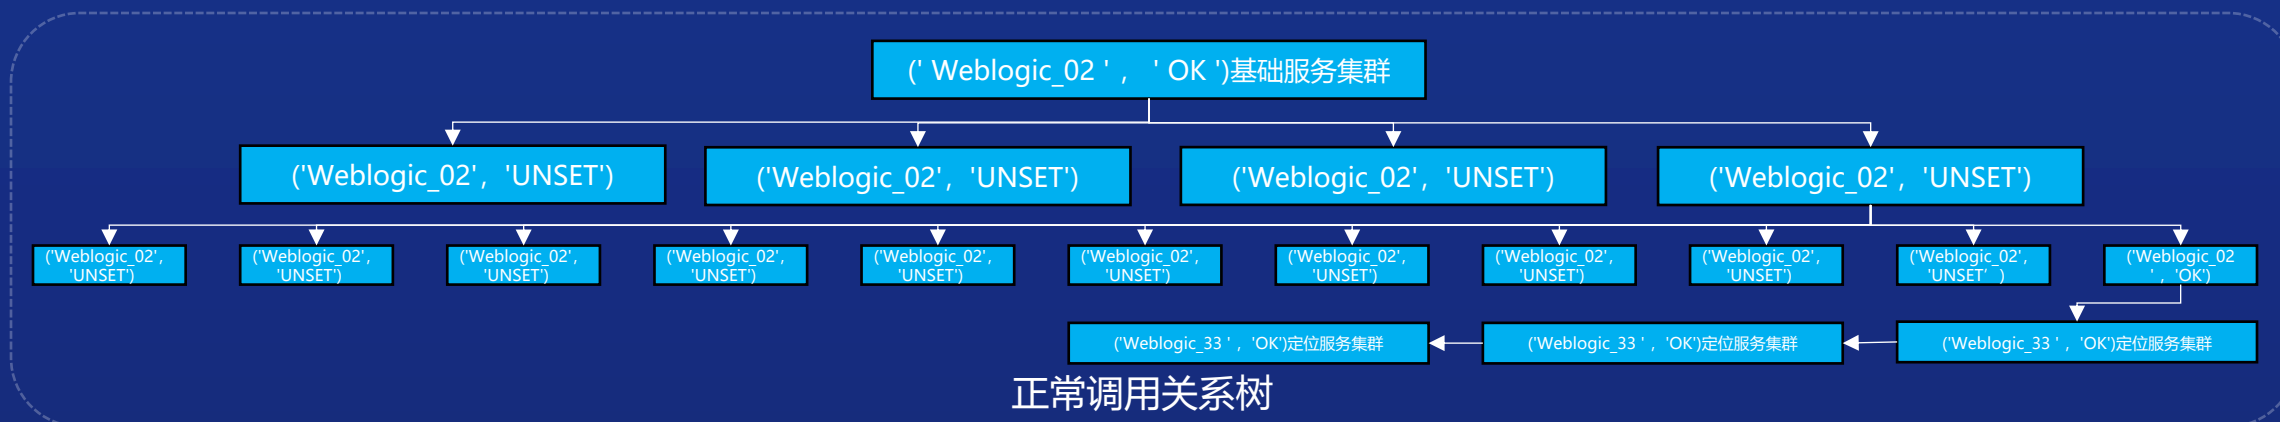 (' Weblogic_02 ' ， ' OK ')基础服务集群
('Weblogic_02'，'UNSET')
('Weblogic_02'，'UNSET')
('Weblogic_02'，'UNSET')
('Weblogic_02'，'UNSET')
('Weblogic_02'，
'UNSET')
('Weblogic_02'，
'UNSET')
('Weblogic_02'，
'UNSET')
('Weblogic_02'，
'UNSET')
('Weblogic_02'，
'UNSET')
('Weblogic_02'，
'UNSET')
('Weblogic_02'，
'UNSET')
('Weblogic_02'，
'UNSET')
('Weblogic_02'，
'UNSET')
('Weblogic_02'，
'UNSET’ )
('Weblogic_02
' ，'OK')
('Weblogic_33 ' ，'OK')定位服务集群
('Weblogic_33 ' ，'OK')定位服务集群
('Weblogic_33 ' ，'OK')定位服务集群
正常调用关系树